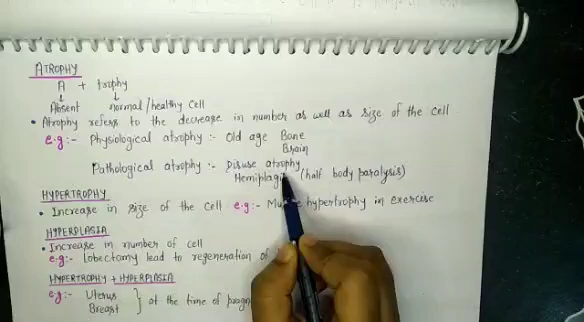 ATROPHY
A + trophy
Absent normal/healthy cell
• Atrophy refers to the decrease in number as well as size of the cell
e.g:- Physiological atrophy :- Old age Bone
Brain
Pathological atrophy :- Disuse atrophy
(half body paralysis)
HYPERTROPHY
• Increase in size of the cell e.g:- hypertrophy in exercise
HYPERPLASIA
• Increase in number of cell
e.g:- Lobectomy lead to regeneration of
HYPERTROPHY + HYPERPLASIA
e.g:- Uterus
Breast } at the time of